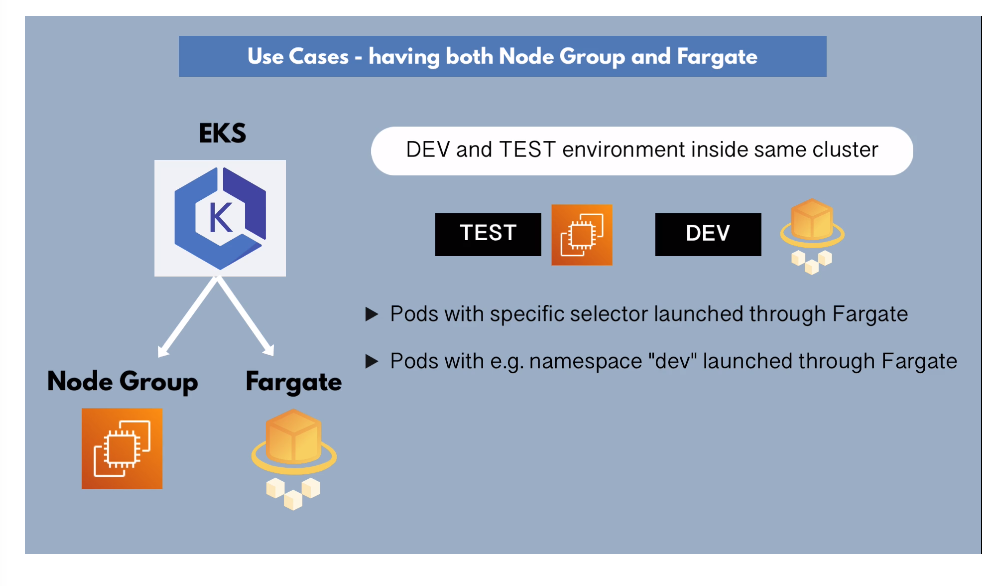 Use Cases - having both Node Group and Fargate
EKS
K
Node Group
Fargate
DEV and TEST environment inside same cluster
TEST
DEV
Pods with specific selector launched through Fargate
Pods with e.g. namespace "dev" launched through Fargate